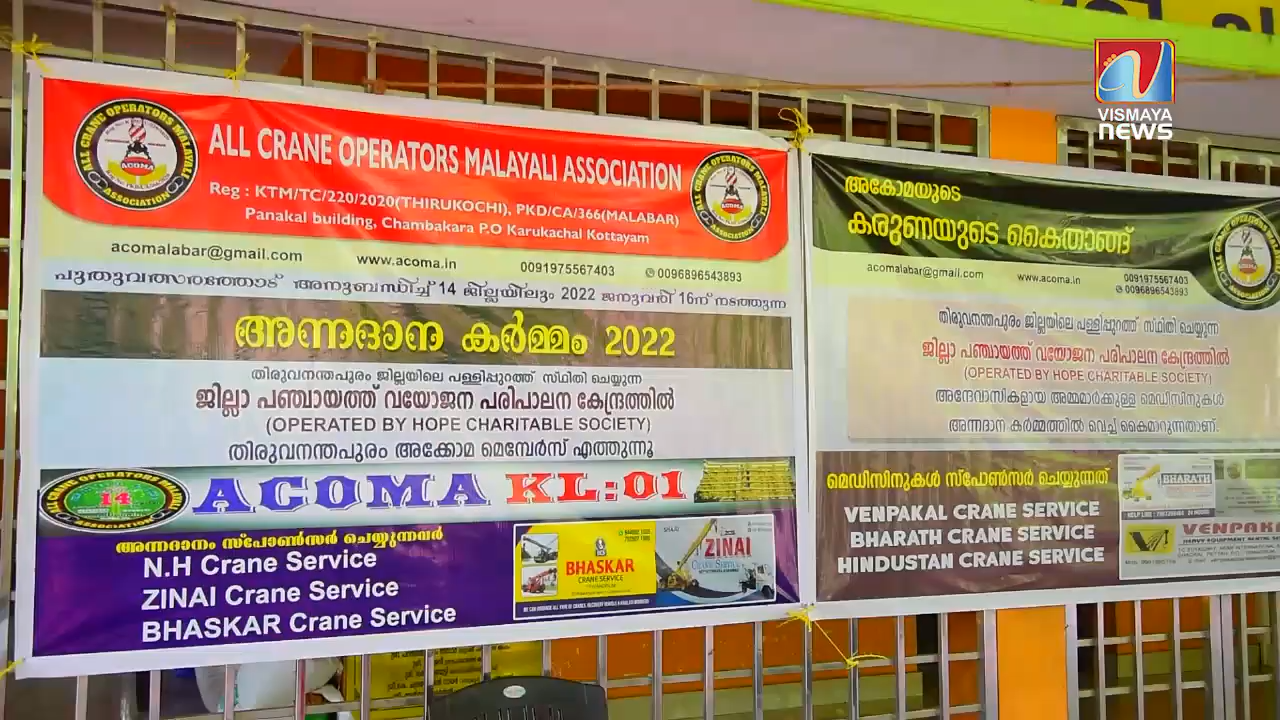 VISMAYA
NEWS
ALL CRANE OPERATORS MALAYALI ASSOCIATION
Reg : KTM/TC/220/2020(THIRUKOCHI), PKD/CA/366(MALABAR)
Panakal building, Chambakara P.O Karukachal Kottayam
acomalabar@gmail.com www.acoma.in 0091975567403 0096896543893
പുതുവത്സരത്തോട് അനുബന്ധിച്ച് 14 ജില്ലയിലും 2022 ജനുവരി 16ന് നടത്തുന്ന
അന്നദാന കർമ്മം 2022
തിരുവനന്തപുരം ജില്ലയിലെ പള്ളിപ്പുറത്ത് സ്ഥിതി ചെയ്യുന്ന
ജില്ലാ പഞ്ചായത്ത് വയോജന പരിപാലന കേന്ദ്രത്തിൽ
(OPERATED BY HOPE CHARITABLE SOCIETY)
തിരുവനന്തപുരം അക്കോമ മെമ്പേർസ് എത്തുന്നൂ
ACOMA KL:01
അന്നദാനം സ്പോൺസർ ചെയ്യുന്നവർ
N.H Crane Service
ZINAI Crane Service
BHASKAR Crane Service
BHASKAR
CRANE SERVICE
ZINAI
Crane Service
അകോമയുടെ
കരുണയുടെ കൈതാങ്ങ്
acomalabar@gmail.com www.acoma.in 0091975567403
0096896543893
തിരുവനന്തപുരം ജില്ലയിലെ പള്ളിപ്പുറത്ത് സ്ഥിതി ചെയ്യുന്ന
ജില്ലാ പഞ്ചായത്ത് വയോജന പരിപാലന കേന്ദ്രത്തിൽ
(OPERATED BY HOPE CHARITABLE SOCIETY)
അന്തേവാസികളായ അമ്മമാർക്കുള്ള മെഡിസിനുകൾ
അന്നദാന കർമ്മത്തിൽ വെച്ച് കൈമാറുന്നതാണ്.
മെഡിസിനുകൾ സ്പോൺസർ ചെയ്യുന്നത്
VENPAKAL CRANE SERVICE
BHARATH CRANE SERVICE
HINDUSTAN CRANE SERVICE
BHARATH
VENPAK